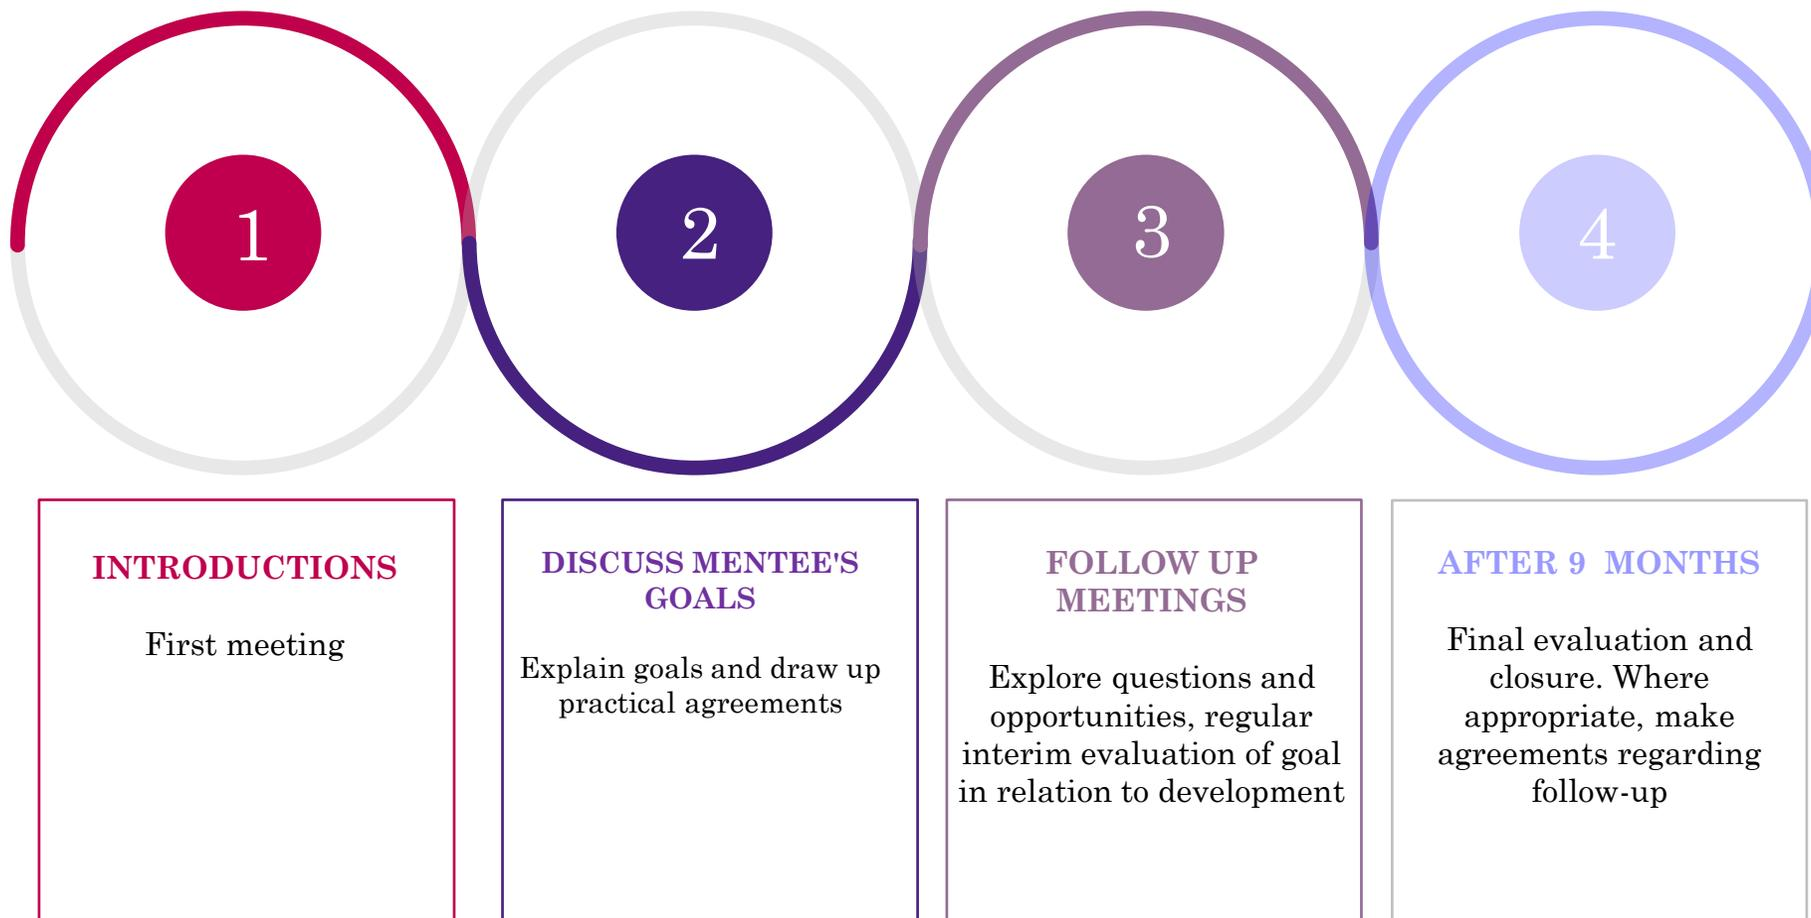 1
2
3
4
INTRODUCTIONS
First meeting
DISCUSS MENTEE'S
GOALS
Explain goals and draw up
practical agreements
FOLLOW UP
MEETINGS
Explore questions and
opportunities, regular
interim evaluation of goal
in relation to development
AFTER 9  MONTHS
Final evaluation and
closure. Where
appropriate, make
agreements regarding
follow-up